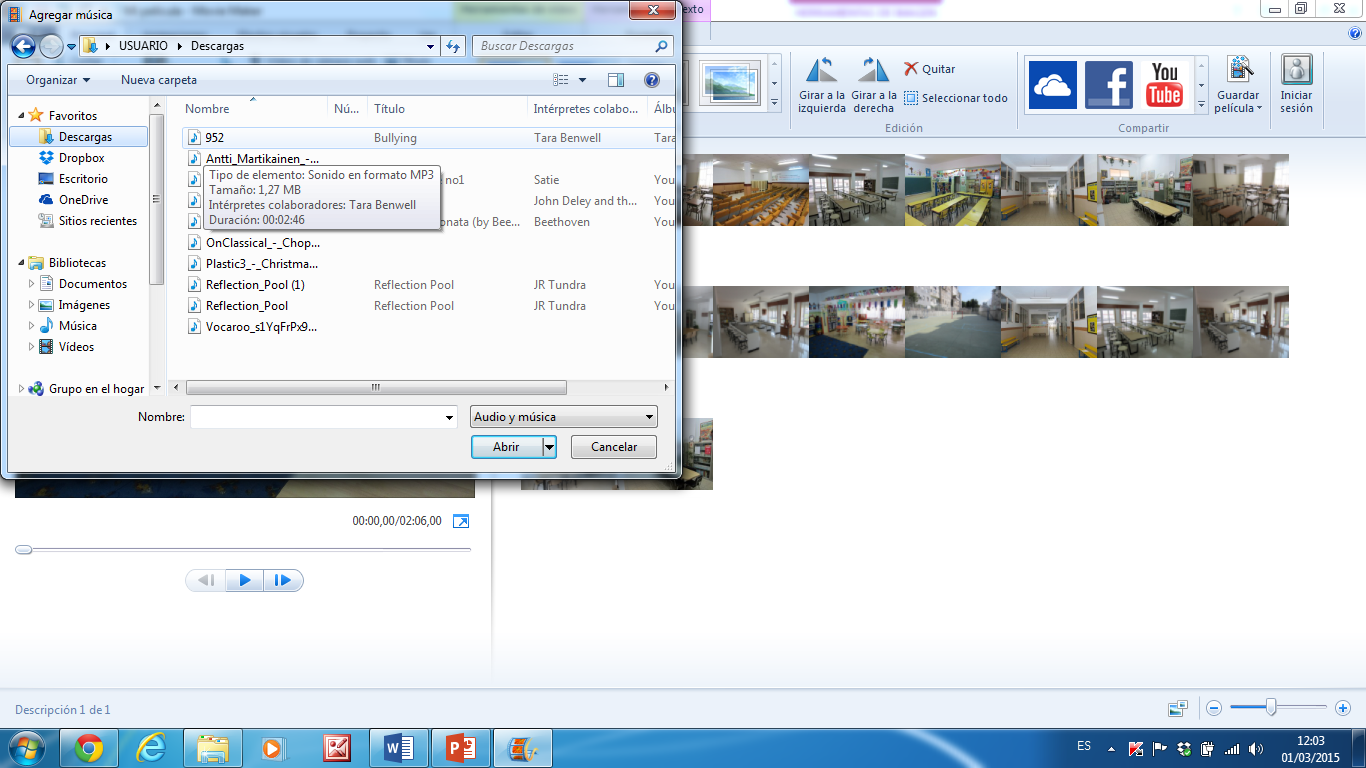 Agregar música
exto
USUARIO
Descargas
Buscar Descargas
Organizar
Nueva carpeta
Favoritos
Descargas
Dropbox
Escritorio
OneDrive
Sitios recientes
Bibliotecas
Documentos
Imágenes
Música
Vídeos
Grupo en el hogar
Nombre Nú... Título Intérpretes colabo... Álbu
952 Bullying Tara Benwell Tara
Antti_Martikainen_-...
Tipo de elemento: Sonido en formato MP3
Tamaño: 1,27 MB
Intérpretes colaboradores: Tara Benwell
Duración: 00:02:46
no1 Satie You
John Deley and th... You
onata (by Bee... Beethoven You
OnClassical_-_Chop...
Plastic3_-_Christma...
Reflection_Pool (1) Reflection Pool JR Tundra You
Reflection_Pool Reflection Pool JR Tundra You
Vocaroo_s1YqFrPx9...
Nombre:
Audio y música
Abrir
Cancelar
Girar a la izquierda
Girar a la derecha
Quitar
Seleccionar todo
Edición
You Tube
Compartir
Guardar película
Iniciar sesión
00:00,00/02:06,00
Descripción 1 de 1
ES
12:03
01/03/2015